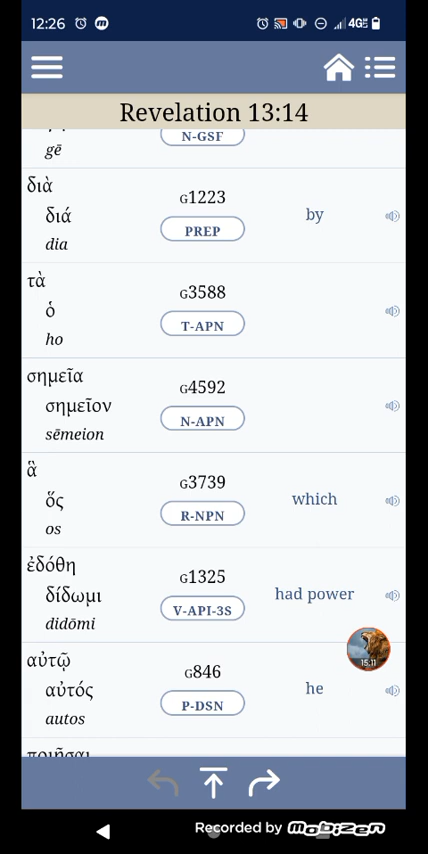 12:26
4G
Revelation 13:14
N-GSF
gē
διὰ
διά
dia
G1223
PREP
by
τὰ
ὁ
ho
G3588
T-APN
σημεῖα
σημεῖον
sēmeion
G4592
N-APN
ἃ
ὅς
os
G3739
R-NPN
which
ἐδόθη
δίδωμι
didōmi
G1325
V-API-3S
had power
αὐτῷ
αὐτός
autos
G846
P-DSN
he
15:11
ποιῆσαι
Recorded by Mobizen